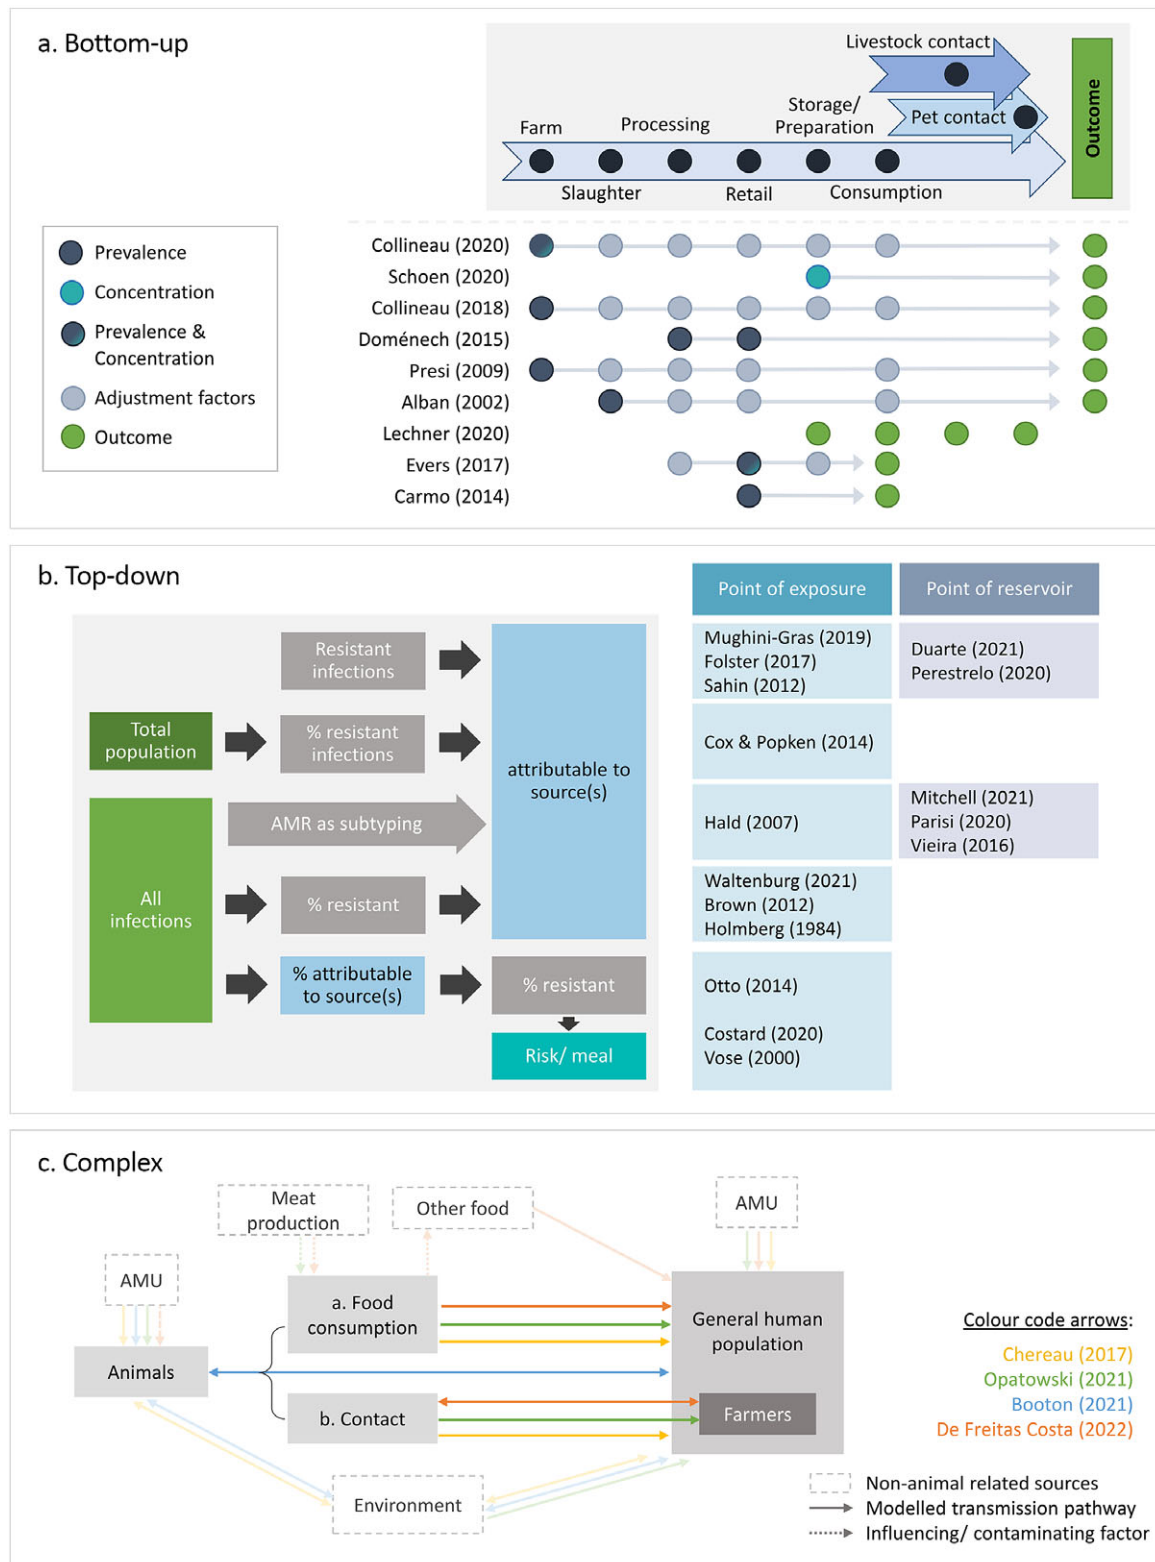 a. Bottom-up
Livestock contact
Pet contact
Storage/
Preparation
Processing
Farm
Slaughter
Retail
Consumption
Outcome
Prevalence
Concentration
Prevalence &
Concentration
Adjustment factors
Outcome
Collineau (2020)
Schoen (2020)
Collineau (2018)
Doménech (2015)
Presi (2009)
Alban (2002)
Lechner (2020)
Evers (2017)
Carmo (2014)
b. Top-down
Total
population
All
infections
Resistant
infections
% resistant
infections
AMR as subtyping
% resistant
% attributable
to source(s)
attributable to
source(s)
% resistant
Risk/ meal
Point of exposure
Point of reservoir
Mughini-Gras (2019)
Folster (2017)
Sahin (2012)
Duarte (2021)
Perestrelo (2020)
Cox & Popken (2014)
Hald (2007)
Mitchell (2021)
Parisi (2020)
Vieira (2016)
Waltenburg (2021)
Brown (2012)
Holmberg (1984)
Otto (2014)
Costard (2020)
Vose (2000)
c. Complex
Meat
production
Other food
AMU
AMU
a. Food
consumption
General human
population
Animals
b. Contact
Farmers
Environment
Colour code arrows:
Chereau (2017)
Opatowski (2021)
Booton (2021)
De Freitas Costa (2022)
Non-animal related sources
Modelled transmission pathway
Influencing/ contaminating factor